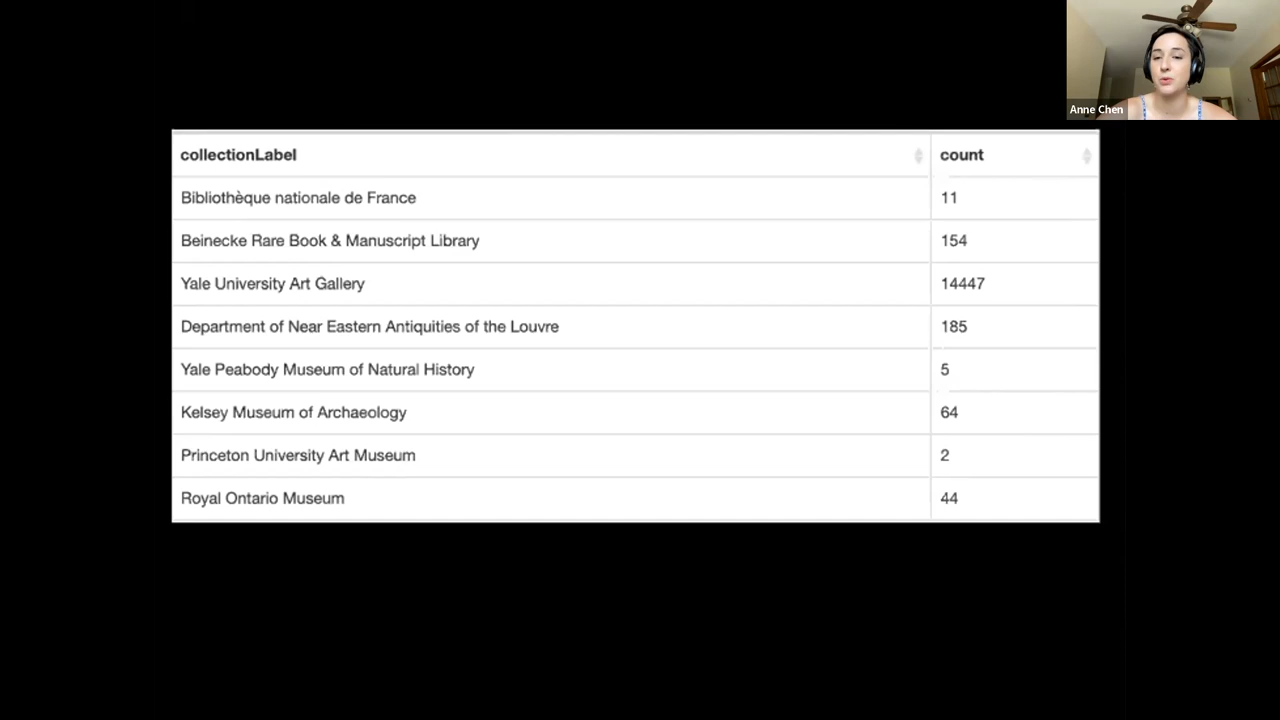 Anne Chen
collectionLabel count
Bibliothèque nationale de France 11
Beinecke Rare Book & Manuscript Library 154
Yale University Art Gallery 14447
Department of Near Eastern Antiquities of the Louvre 185
Yale Peabody Museum of Natural History 5
Kelsey Museum of Archaeology 64
Princeton University Art Museum 2
Royal Ontario Museum 44